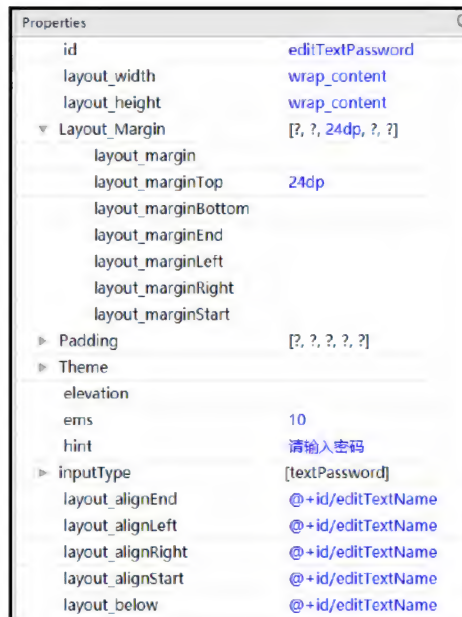 Properties
id editTextPassword
layout_width wrap_content
layout_height wrap_content
Layout_Margin [?, ?, 24dp, ?, ?]
layout_margin
layout_marginTop 24dp
layout_marginBottom
layout_marginEnd
layout_marginLeft
layout_marginRight
layout_marginStart
Padding [?, ?, ?, ?, ?]
Theme
elevation
ems 10
hint 请输入密码
inputType [textPassword]
layout_alignEnd @+id/editTextName
layout_alignLeft @+id/editTextName
layout_alignRight @+id/editTextName
layout_alignStart @+id/editTextName
layout_below @+id/editTextName